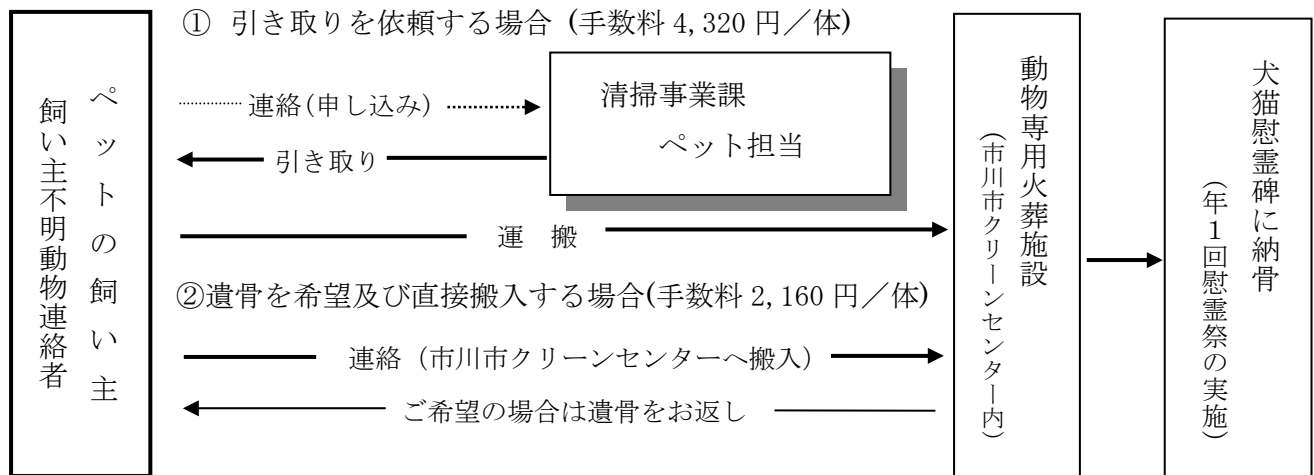 ペットの飼い主
飼い主不明動物連絡者
① 引き取りを依頼する場合 (手数料 4,320 円／体)
連絡(申し込み)
引き取り
清掃事業課
ペット担当
運 搬
②遺骨を希望及び直接搬入する場合(手数料 2,160 円／体)
連絡 (市川市クリーンセンターへ搬入)
ご希望の場合は遺骨をお返し
動物専用火葬施設
(市川市クリーンセンター内)
犬猫慰霊碑に納骨
(年1回慰霊祭の実施)